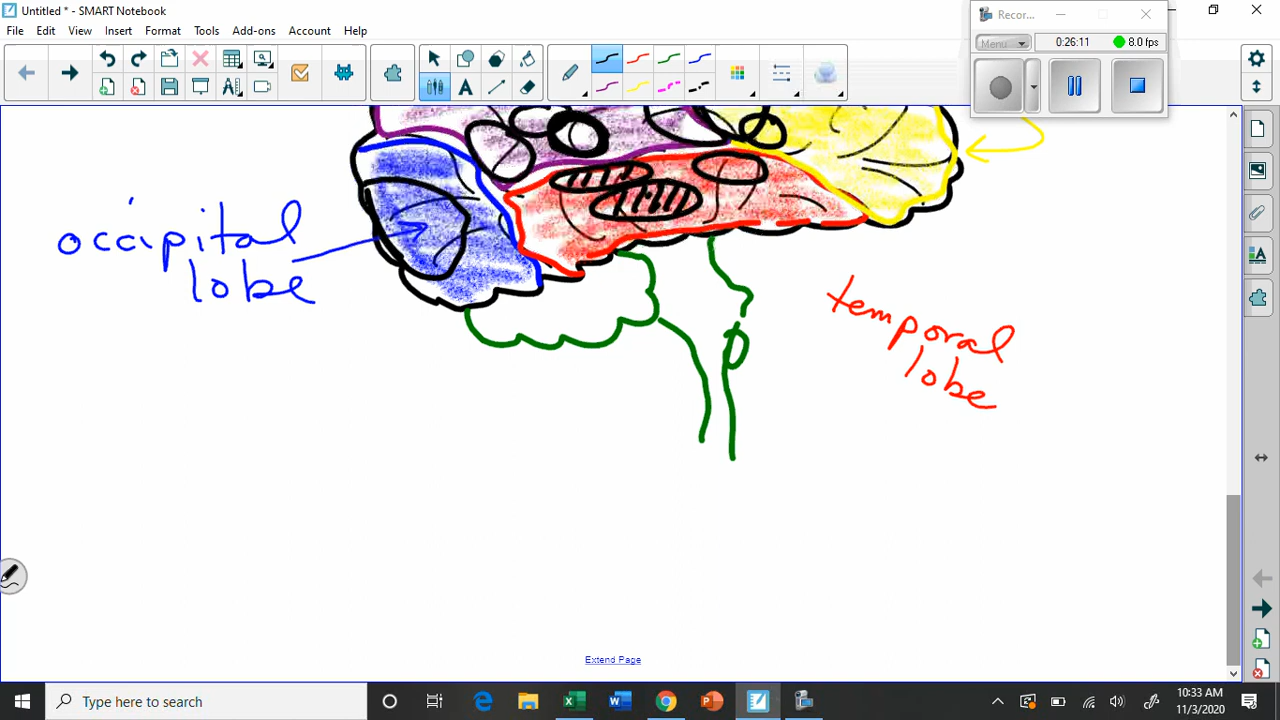 Untitled * - SMART Notebook
Recor...
File Edit View Insert Format Tools Add-ons Account Help
Menu
0:26:11
8.0 fps
occipital
lobe
temporal
lobe
Extend Page
Type here to search
10:33 AM
11/3/2020